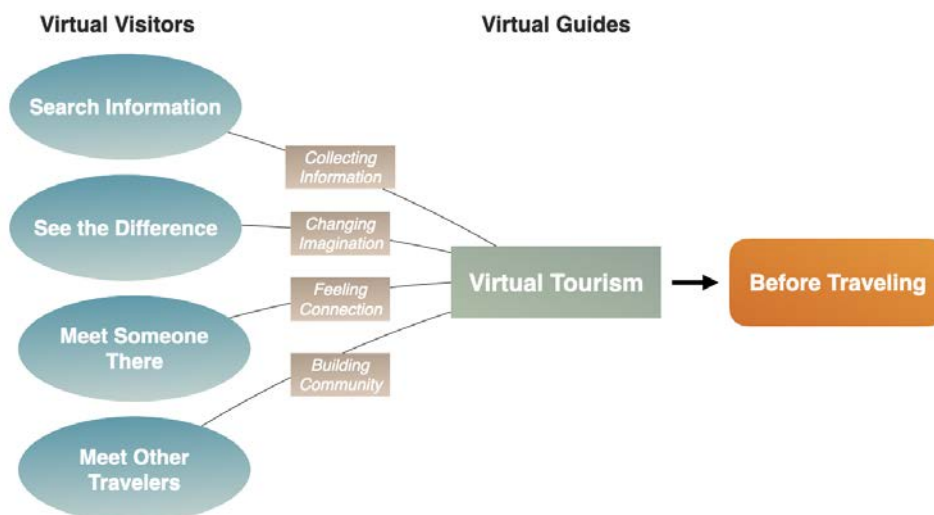 Virtual Visitors
Virtual Guides
Search Information
Collecting
Information
See the Difference
Changing
Imagination
Virtual Tourism
Before Traveling
Feeling
Connection
Meet Someone
There
Building
Community
Meet Other
Travelers